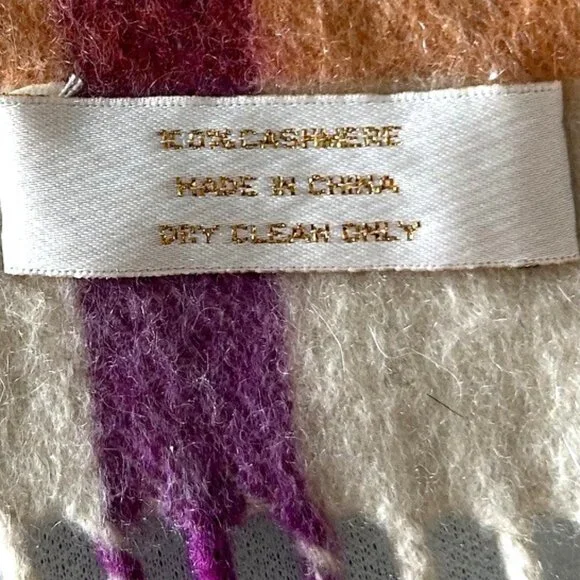 100% CASHMERE
MADE IN CHINA
DRY CLEAN ONLY